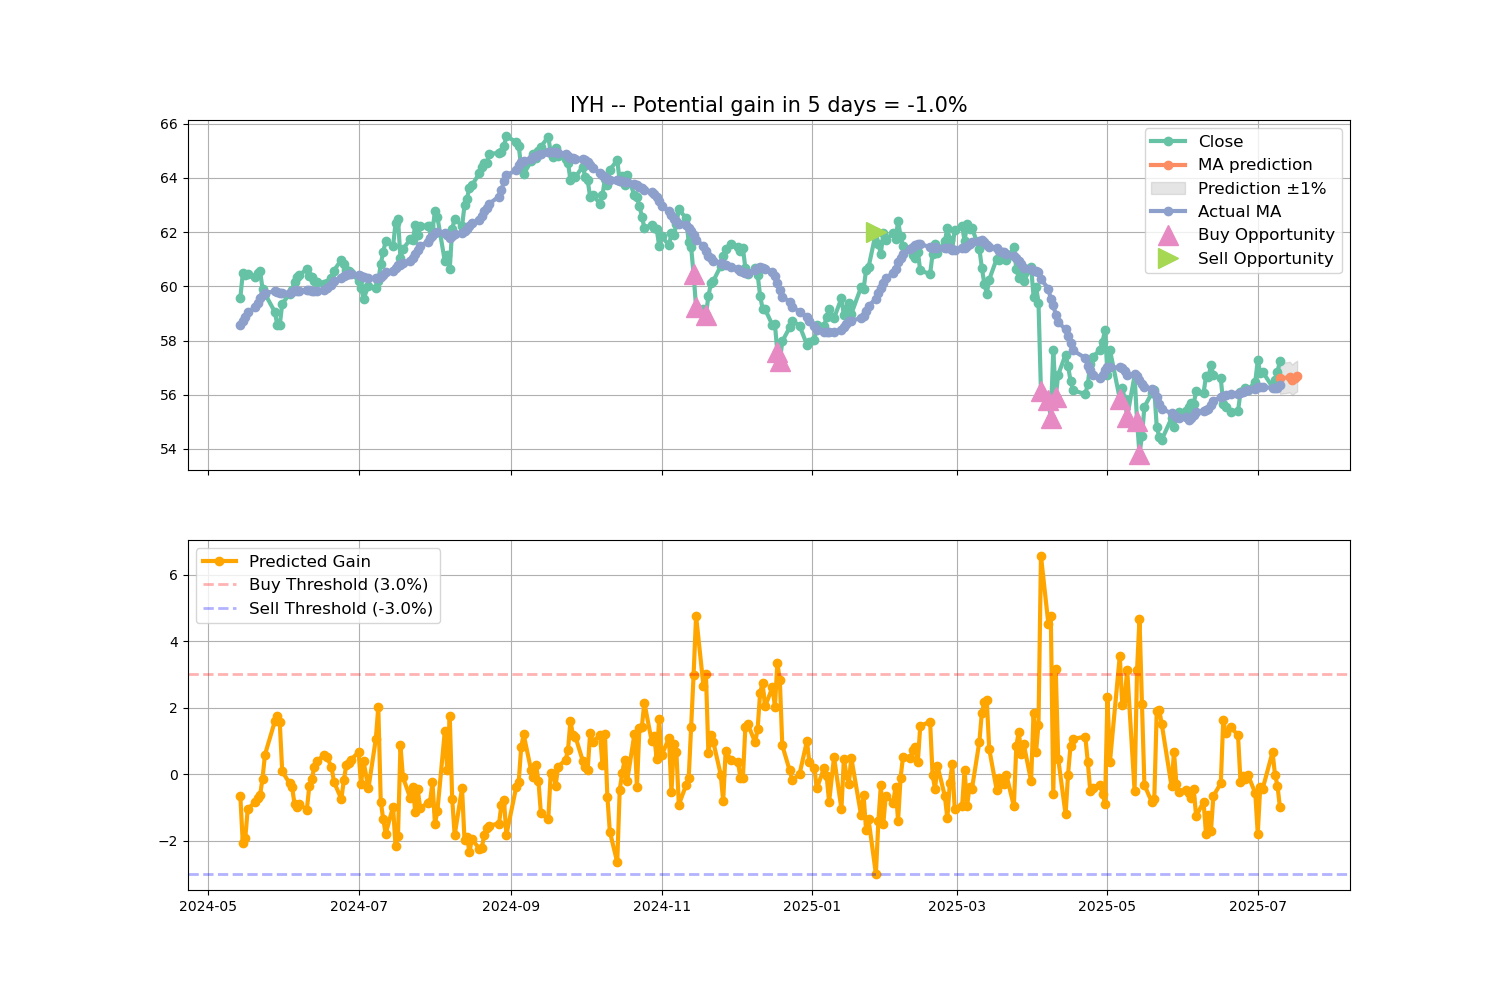 IYH -- Potential gain in 5 days = -1.0%
66
64
62
60
58
56
54
Close
MA prediction
Prediction ±1%
Actual MA
Buy Opportunity
Sell Opportunity
6
4
2
0
−2
Predicted Gain
Buy Threshold (3.0%)
Sell Threshold (-3.0%)
2024-05
2024-07
2024-09
2024-11
2025-01
2025-03
2025-05
2025-07